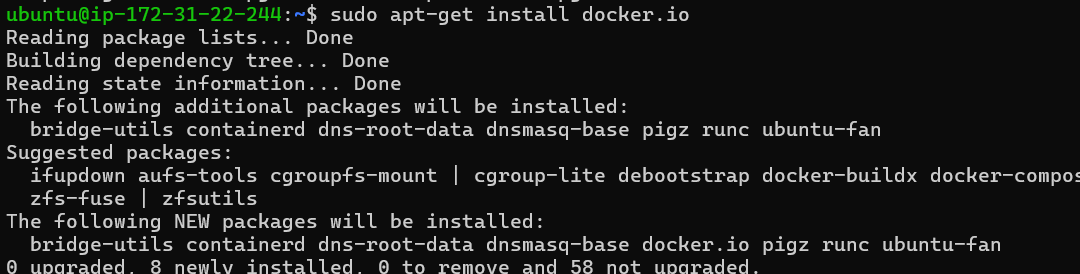 ubuntu@ip-172-31-22-244:~$ sudo apt-get install docker.io
Reading package lists... Done
Building dependency tree... Done
Reading state information... Done
The following additional packages will be installed:
  bridge-utils containerd dns-root-data dnsmasq-base pigz runc ubuntu-fan
Suggested packages:
  ifupdown aufs-tools cgroupfs-mount | cgroup-lite debootstrap docker-buildx docker-compos
  zfs-fuse | zfsutils
The following NEW packages will be installed:
  bridge-utils containerd dns-root-data dnsmasq-base docker.io pigz runc ubuntu-fan
0 upgraded, 8 newly installed, 0 to remove and 58 not upgraded.